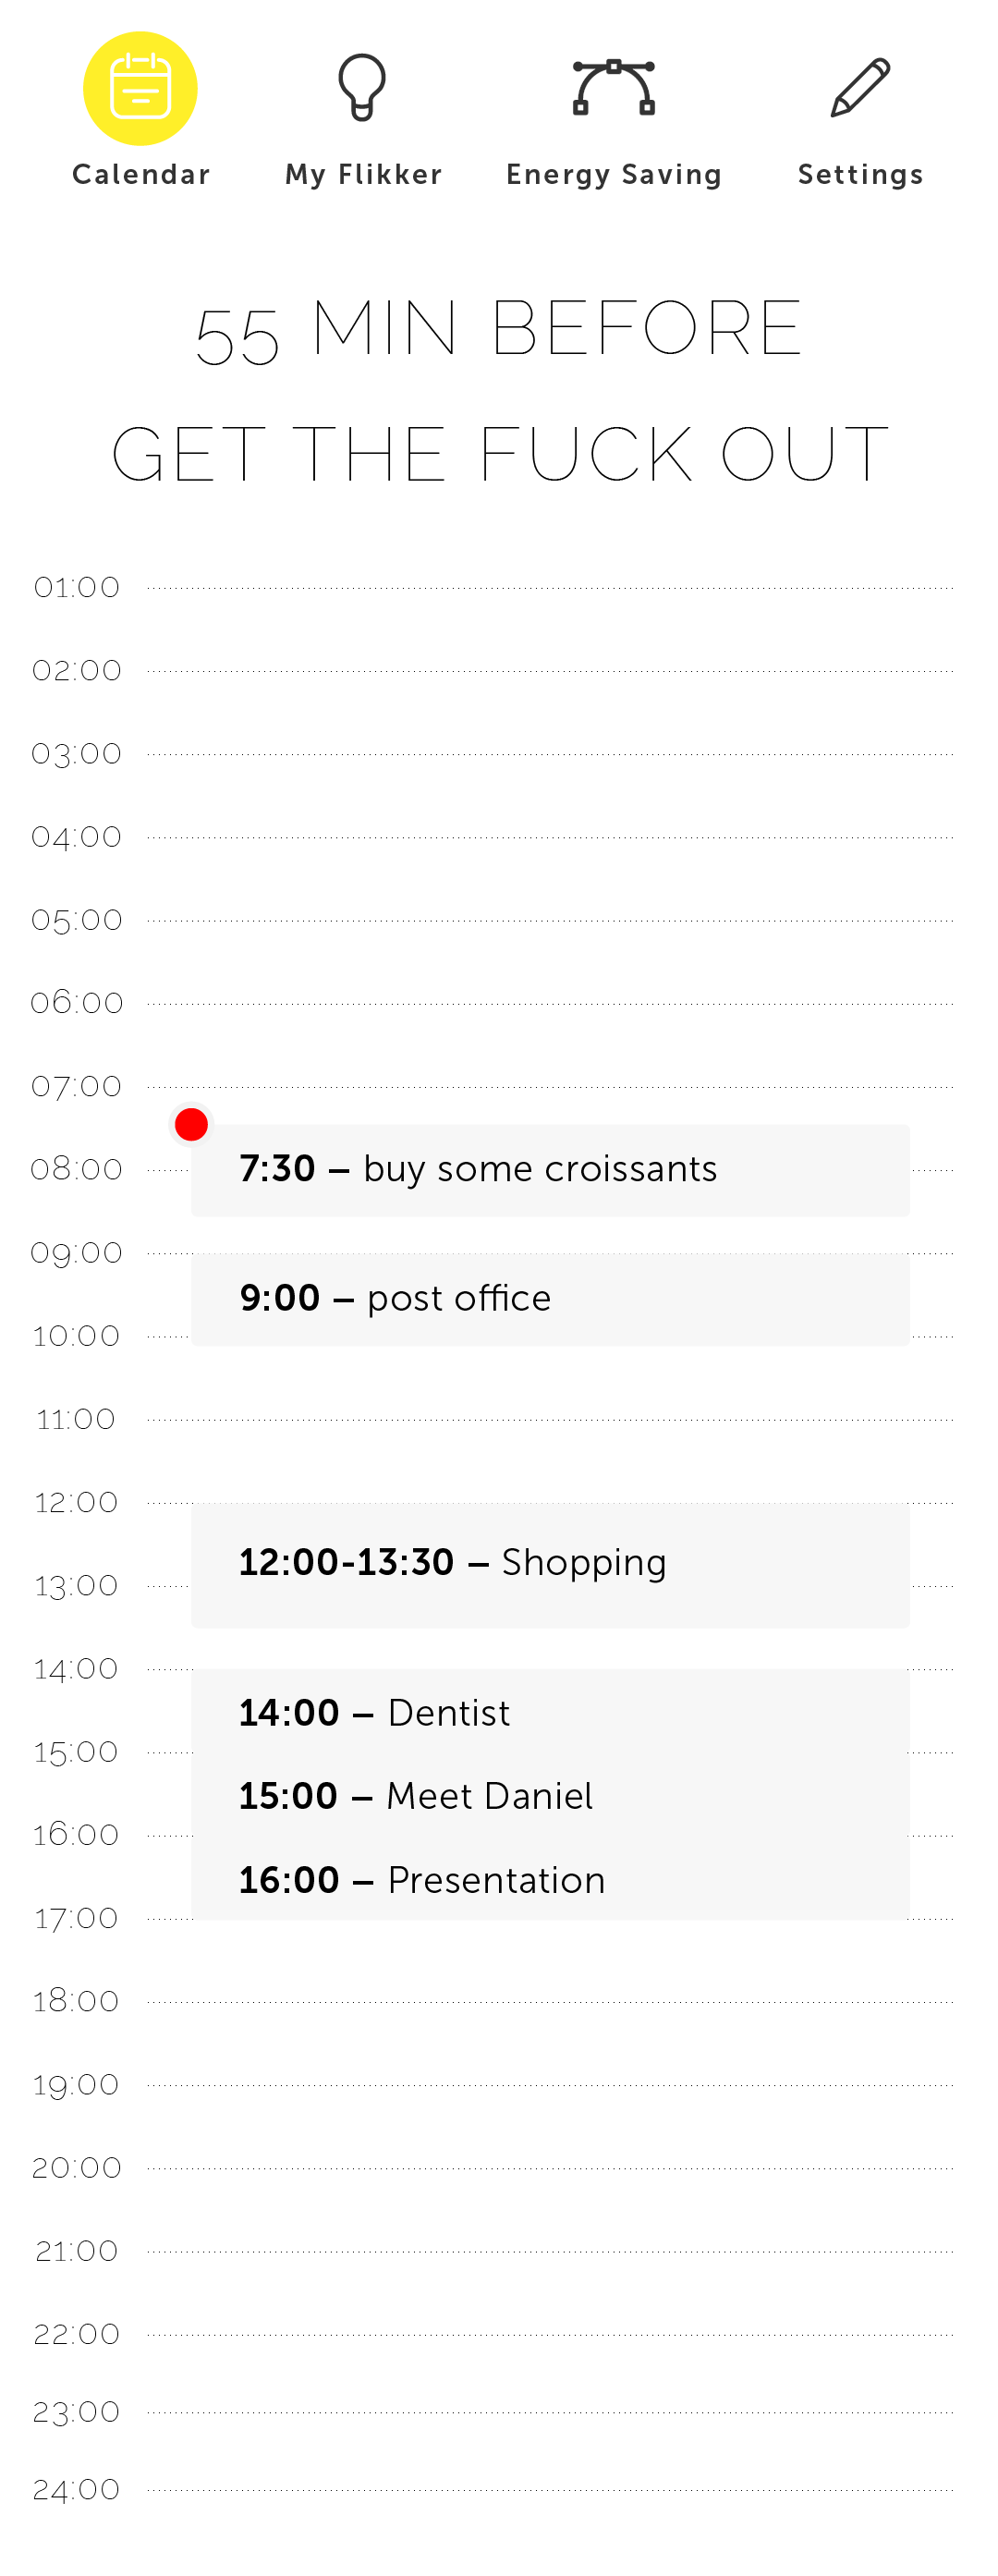 Calendar My Flikker Energy Saving Settings
55 MIN BEFORE
GET THE FUCK OUT
01:00
02:00
03:00
04:00
05:00
06:00
07:00
08:00 7:30 – buy some croissants
09:00
9:00 – post office
10:00
11:00
12:00
12:00-13:30 – Shopping
13:00
14:00
14:00 – Dentist
15:00
15:00 – Meet Daniel
16:00
16:00 – Presentation
17:00
18:00
19:00
20:00
21:00
22:00
23:00
24:00